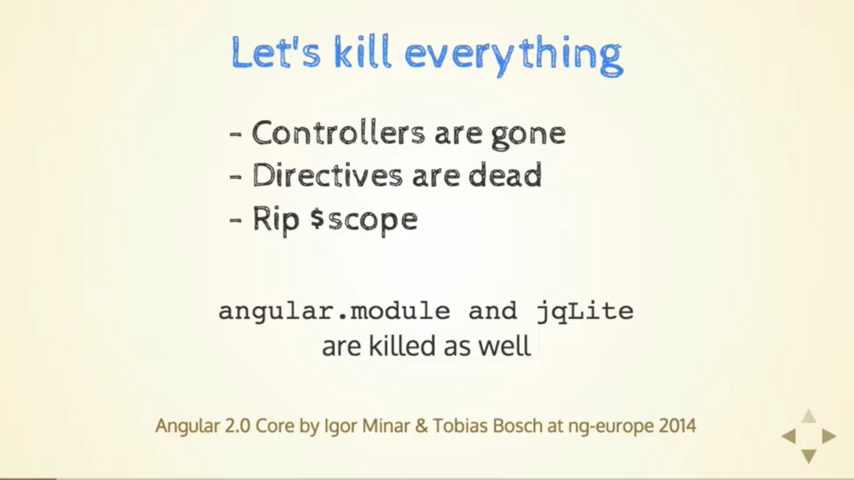 Let's kill everything
- Controllers are gone
- Directives are dead
- Rip $scope
angular.module and jqLite
are killed as well
Angular 2.0 Core by Igor Minar & Tobias Bosch at ng-europe 2014